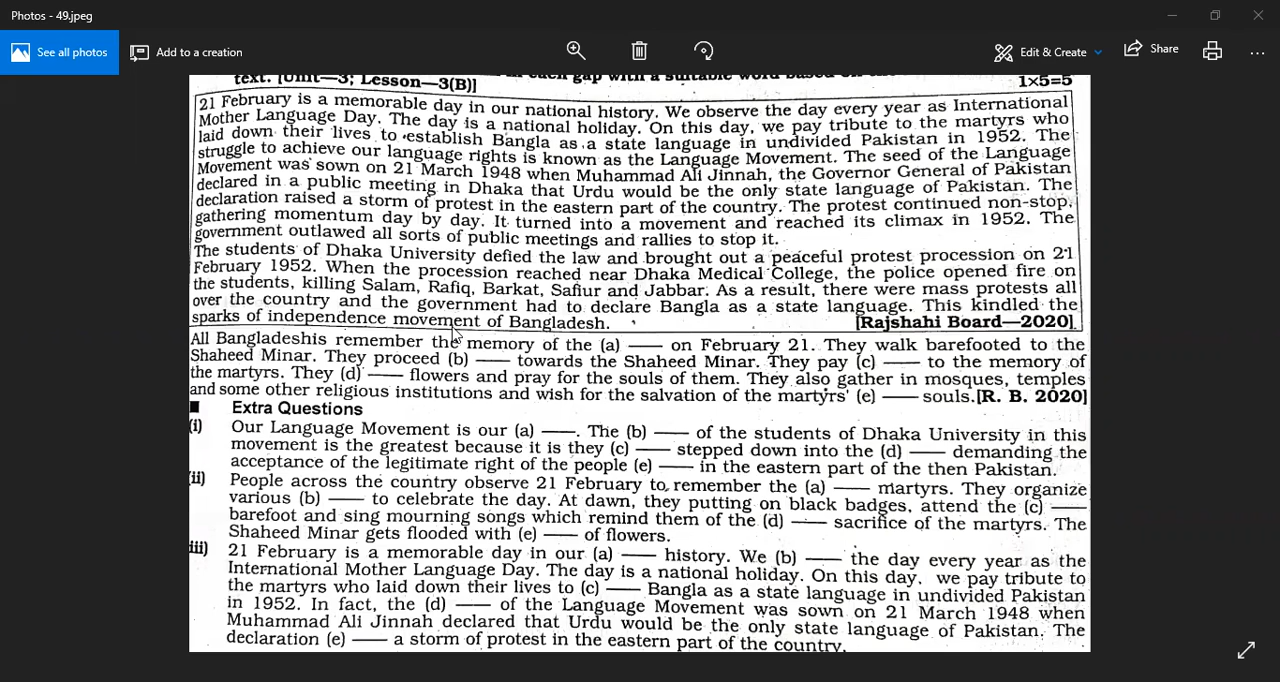 Photos - 49.jpeg
See all photos
Add to a creation
Edit & Create
Share
text. [Unit—3; Lesson—3(B)] in each gap with a suitable word based on
1×5=5
21 February is a memorable day in our national history. We observe the day every year as International
Mother Language Day. The day is a national holiday. On this day, we pay tribute to the martyrs who
laid down their lives to establish Bangla as a state language in undivided Pakistan in 1952. The
struggle to achieve our language rights is known as the Language Movement. The seed of the Language
Movement was sown on 21 March 1948 when Muhammad Ali Jinnah, the Governor General of Pakistan
declared in a public meeting in Dhaka that Urdu would be the only state language of Pakistan. The
declaration raised a storm of protest in the eastern part of the country. The protest continued non-stop,
gathering momentum day by day. It turned into a movement and reached its climax in 1952. The
government outlawed all sorts of public meetings and rallies to stop it.
The students of Dhaka University defied the law and brought out a peaceful protest procession on 21
February 1952. When the procession reached near Dhaka Medical College, the police opened fire on
the students, killing Salam, Rafiq, Barkat, Safiur and Jabbar. As a result, there were mass protests all
over the country and the government had to declare Bangla as a state language. This kindled the
sparks of independence movement of Bangladesh. [Rajshahi Board—2020]
All Bangladeshis remember the memory of the (a) —— on February 21. They walk barefooted to the
Shaheed Minar. They proceed (b) —— towards the Shaheed Minar. They pay (c) —— to the memory of
the martyrs. They (d) —— flowers and pray for the souls of them. They also gather in mosques, temples
and some other religious institutions and wish for the salvation of the martyrs' (e) —— souls.[R. B. 2020]
■ Extra Questions
(i) Our Language Movement is our (a) ——. The (b) —— of the students of Dhaka University in this
movement is the greatest because it is they (c) —— stepped down into the (d) —— demanding the
acceptance of the legitimate right of the people (e) —— in the eastern part of the then Pakistan.
(ii) People across the country observe 21 February to remember the (a) —— martyrs. They organize
various (b) —— to celebrate the day. At dawn, they putting on black badges, attend the (c) ——
barefoot and sing mourning songs which remind them of the (d) —— sacrifice of the martyrs. The
Shaheed Minar gets flooded with (e) —— of flowers.
iii) 21 February is a memorable day in our (a) —— history. We (b) —— the day every year as the
International Mother Language Day. The day is a national holiday. On this day, we pay tribute to
the martyrs who laid down their lives to (c) —— Bangla as a state language in undivided Pakistan
in 1952. In fact, the (d) —— of the Language Movement was sown on 21 March 1948 when
Muhammad Ali Jinnah declared that Urdu would be the only state language of Pakistan. The
declaration (e) —— a storm of protest in the eastern part of the country.